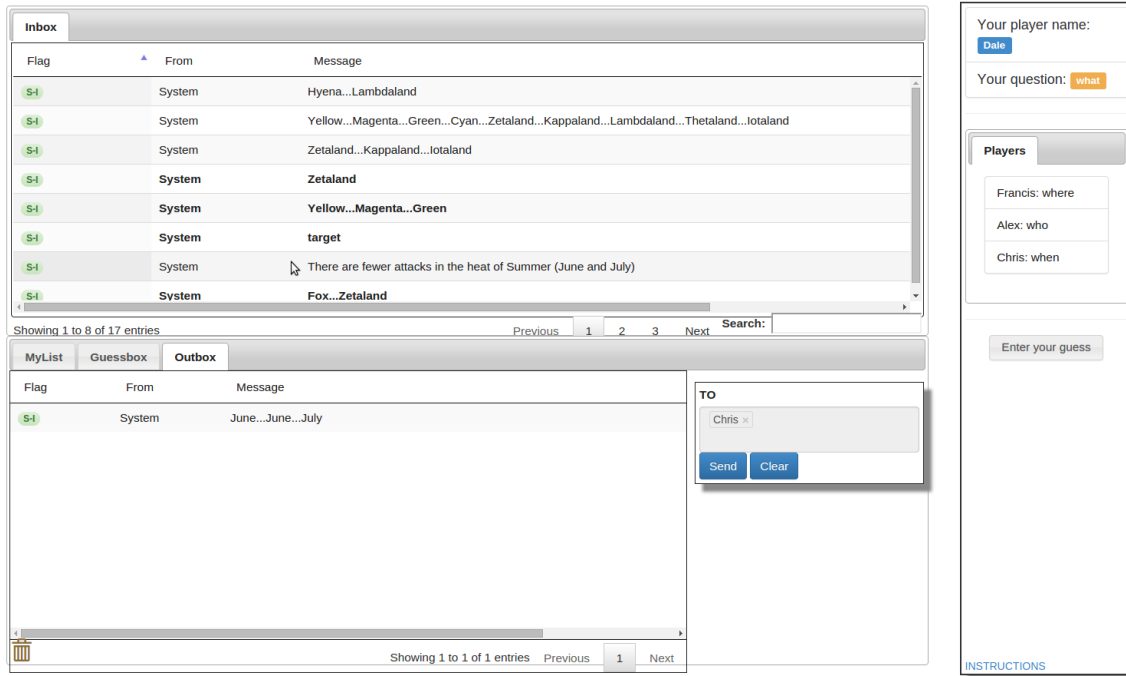 Inbox
Flag From Message
S-I System Hyena...Lambdaland
S-I System Yellow...Magenta...Green...Cyan...Zetaland...Kappaland...Lambdaland...Thetaland...Iotaland
S-I System Zetaland...Kappaland...Iotaland
S-I System Zetaland
S-I System Yellow...Magenta...Green
S-I System target
S-I System There are fewer attacks in the heat of Summer (June and July)
S-I System Fox...Zetaland
Showing 1 to 8 of 17 entries Previous 1 2 3 Next Search:
MyList Guessbox Outbox
Flag From Message
S-I System June...June...July
Showing 1 to 1 of 1 entries Previous 1 Next
TO
Chris ×
Send Clear
Your player name:
Dale
Your question: what
Players
Francis: where
Alex: who
Chris: when
Enter your guess
INSTRUCTIONS